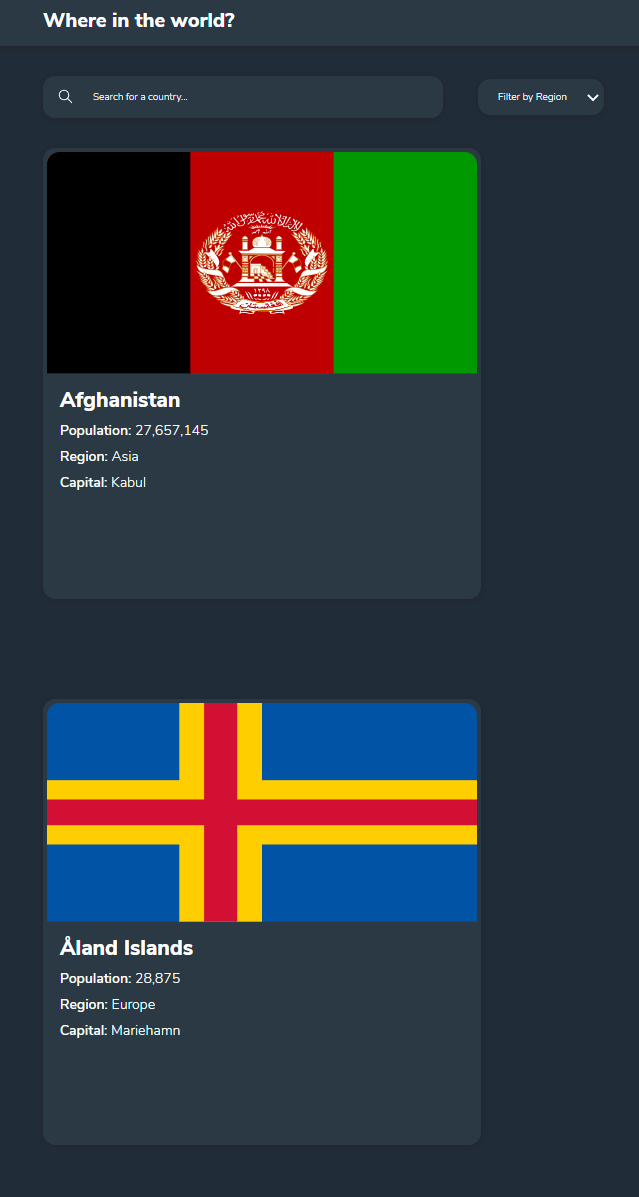 Where in the world?
Search for a country...
Filter by Region
۱۲۹۸
Afghanistan
Population: 27,657,145
Region: Asia
Capital: Kabul
Åland Islands
Population: 28,875
Region: Europe
Capital: Mariehamn